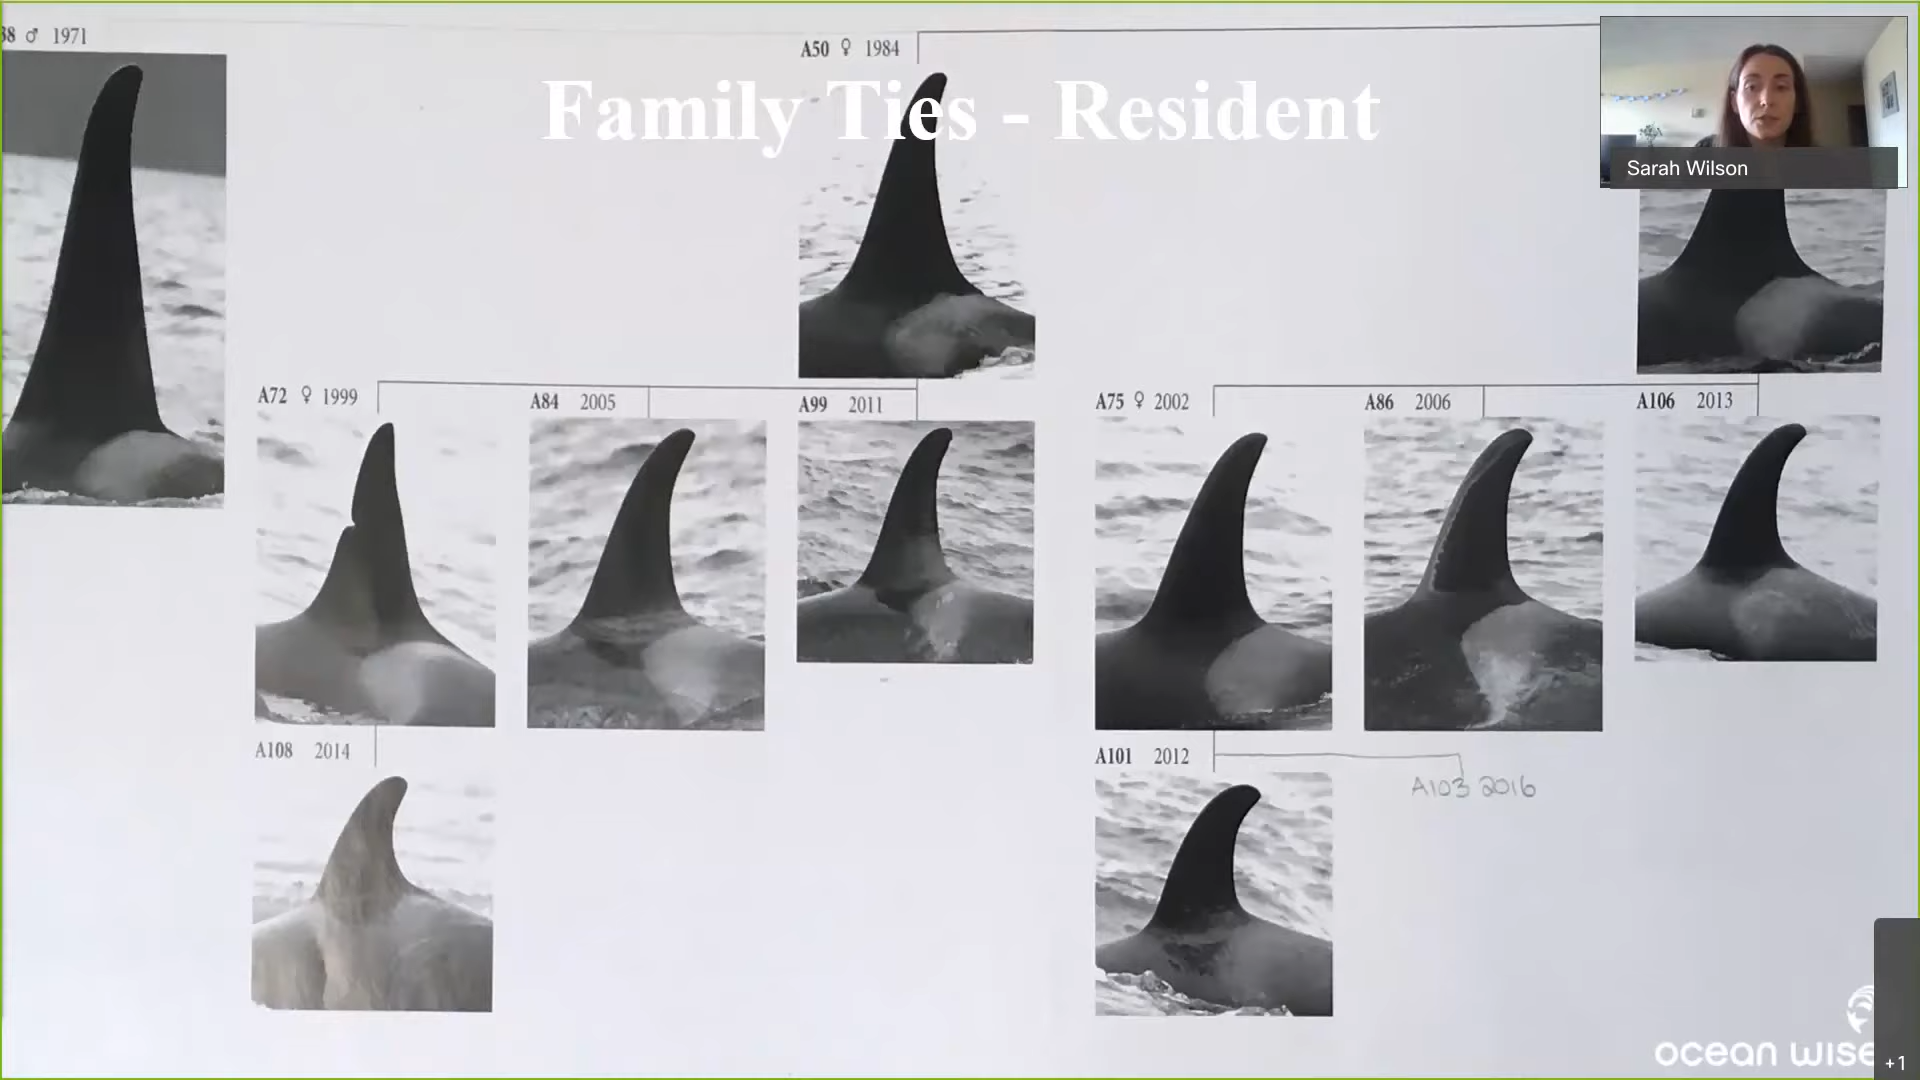 38 ♂ 1971
A50 ♀ 1984
Family Ties - Resident
Sarah Wilson
A72 ♀ 1999
A84 2005
A99 2011
A75 ♀ 2002
A86 2006
A106 2013
A108 2014
A101 2012
A103 2016
ocean wise
+1